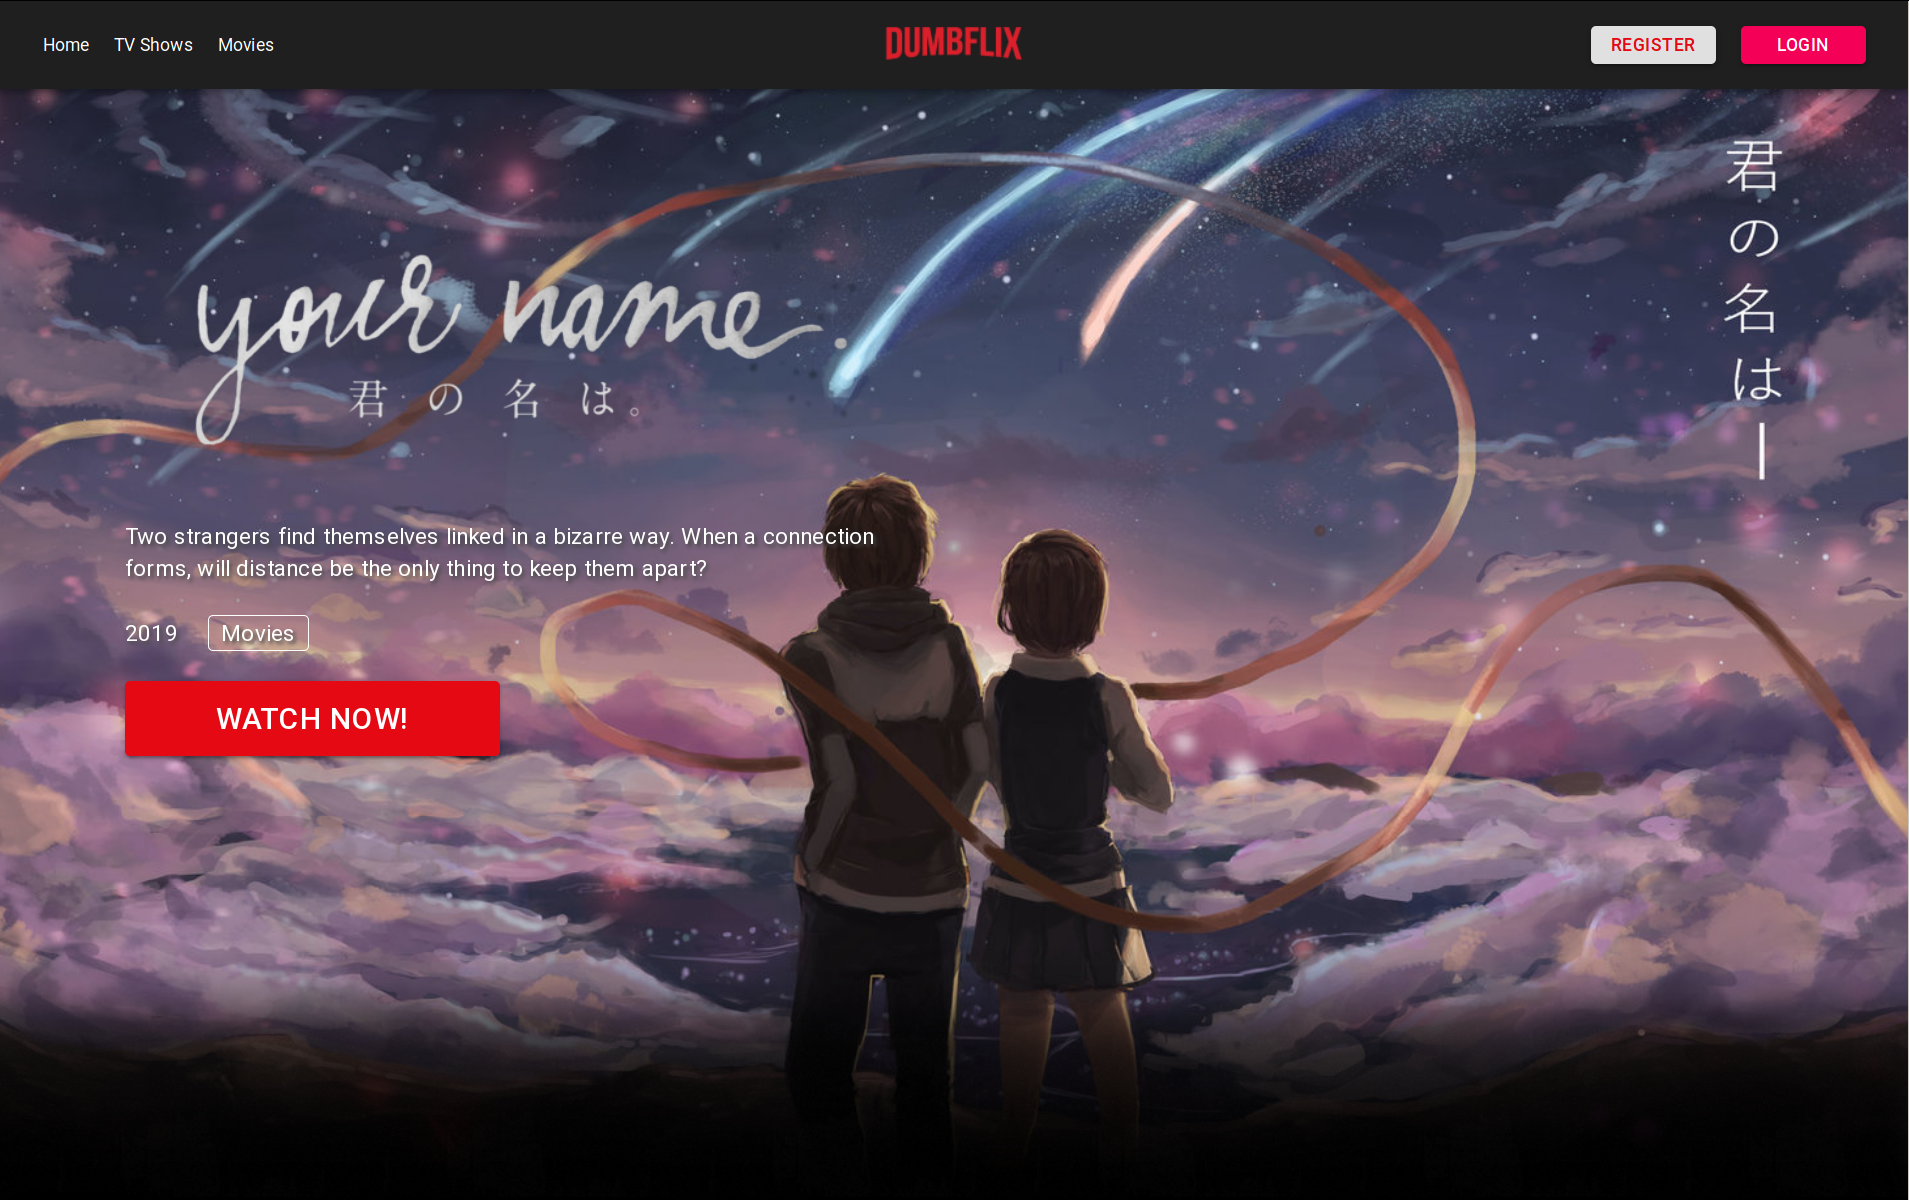 Home TV Shows Movies
DUMBFLIX
REGISTER
LOGIN
your name.
君の名は。
君の名はー
Two strangers find themselves linked in a bizarre way. When a connection
forms, will distance be the only thing to keep them apart?
2019 Movies
WATCH NOW!